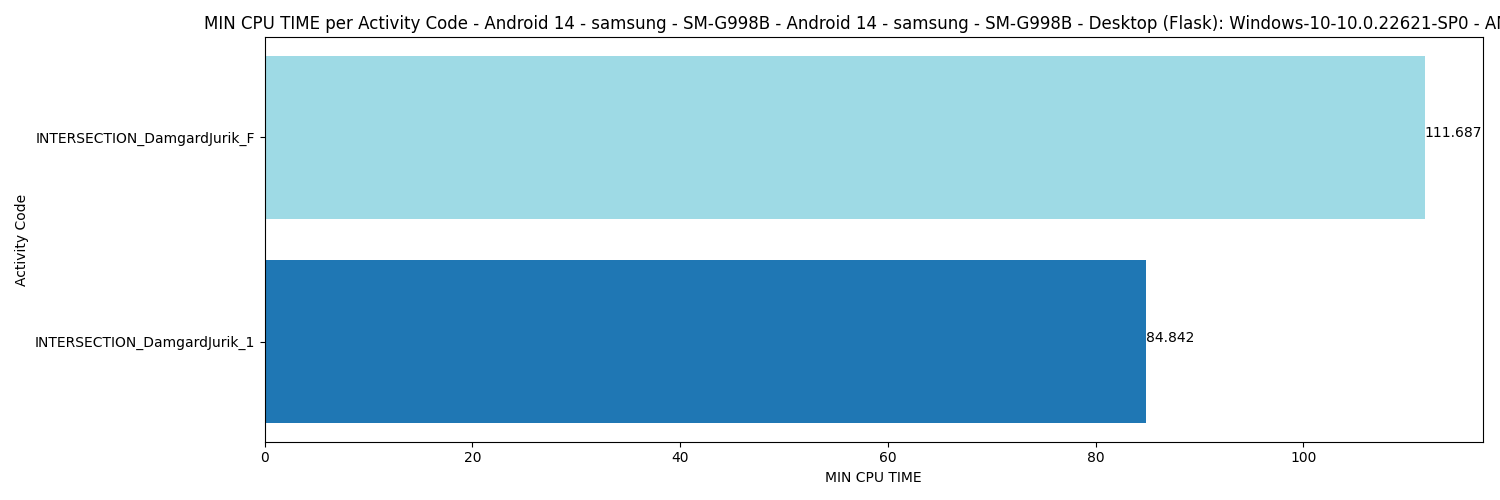 MIN CPU TIME per Activity Code - Android 14 - samsung - SM-G998B - Android 14 - samsung - SM-G998B - Desktop (Flask): Windows-10-10.0.22621-SP0 - AI
INTERSECTION_DamgardJurik_F
111.687
Activity Code
INTERSECTION_DamgardJurik_1
84.842
0 20 40 60 80 100
MIN CPU TIME